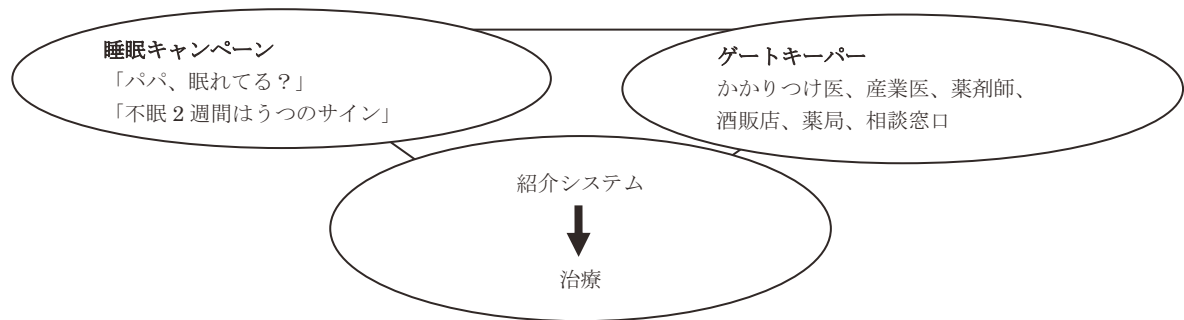 睡眠キャンペーン
「パパ、眠れてる?」
「不眠 2 週間はうつのサイン」
ゲートキーパー
かかりつけ医、産業医、薬剤師、
酒販店、薬局、相談窓口
紹介システム
治療